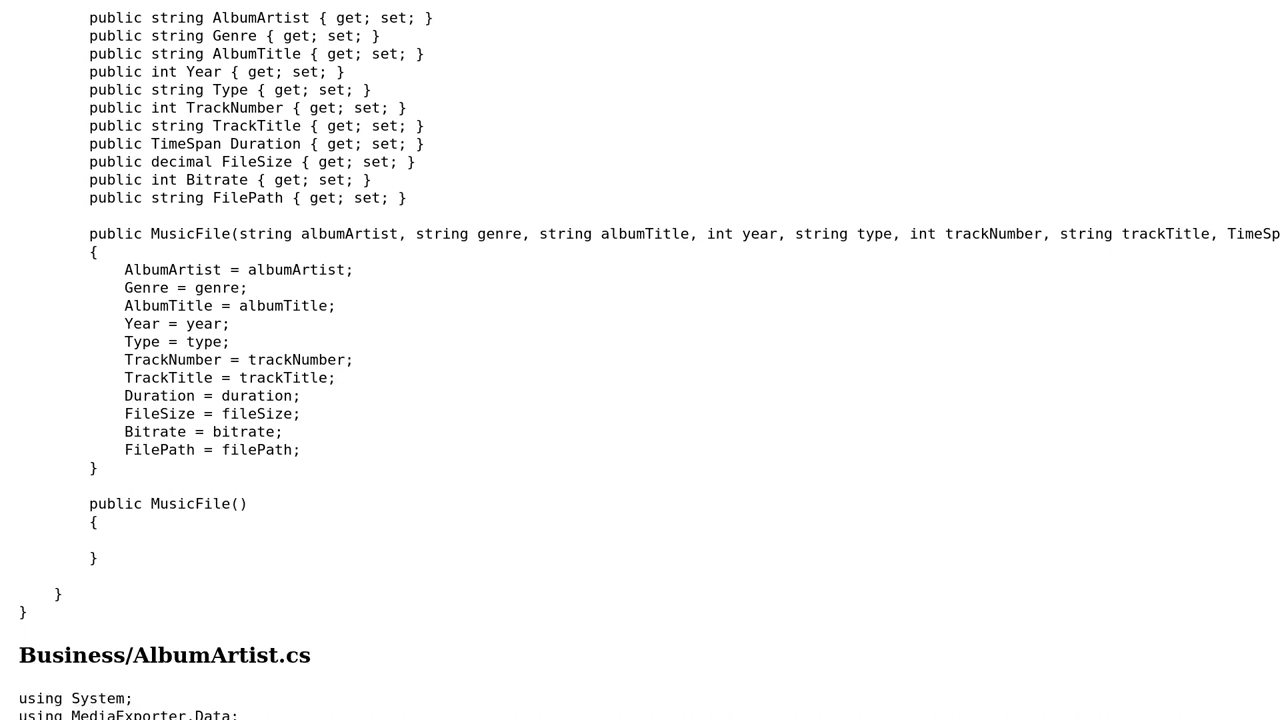 public string AlbumArtist { get; set; }
public string Genre { get; set; }
public string AlbumTitle { get; set; }
public int Year { get; set; }
public string Type { get; set; }
public int TrackNumber { get; set; }
public string TrackTitle { get; set; }
public TimeSpan Duration { get; set; }
public decimal FileSize { get; set; }
public int Bitrate { get; set; }
public string FilePath { get; set; }
public MusicFile(string albumArtist, string genre, string albumTitle, int year, string type, int trackNumber, string trackTitle, TimeSp
{
AlbumArtist = albumArtist;
Genre = genre;
AlbumTitle = albumTitle;
Year = year;
Type = type;
TrackNumber = trackNumber;
TrackTitle = trackTitle;
Duration = duration;
FileSize = fileSize;
Bitrate = bitrate;
FilePath = filePath;
}
public MusicFile()
{
}
}
}
Business/AlbumArtist.cs
using System;
using MediaExporter.Data;